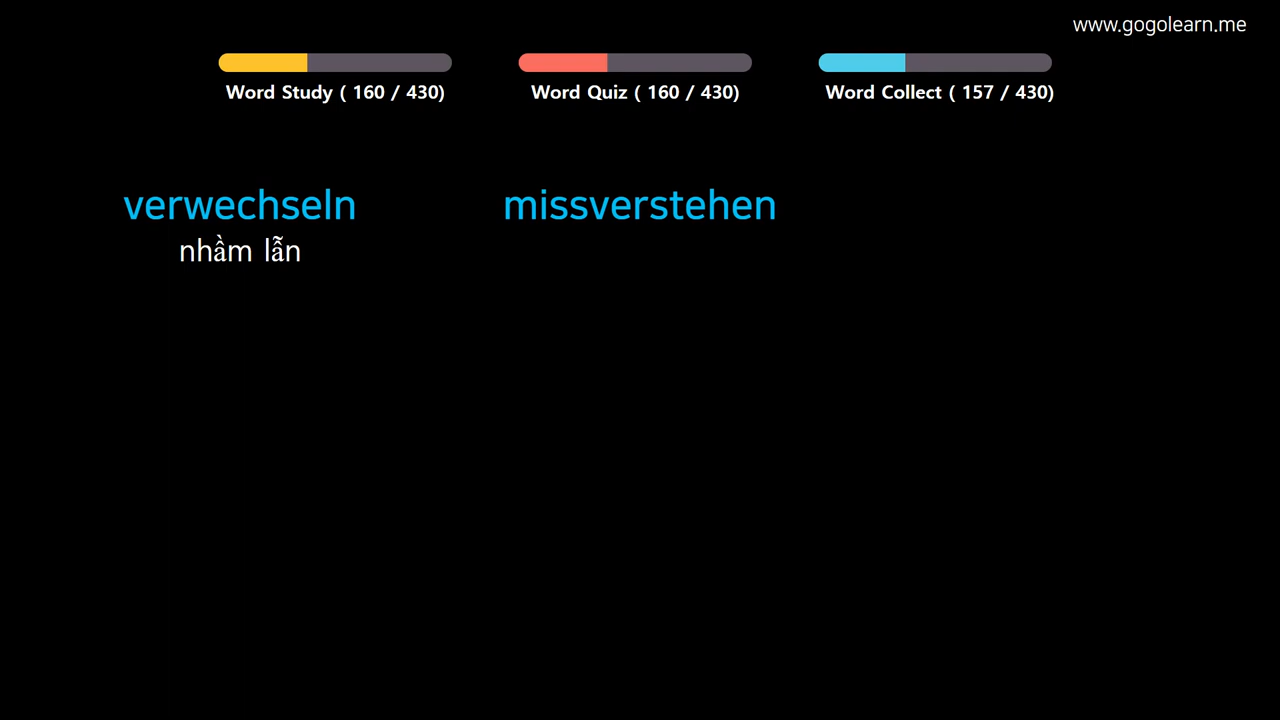 www.gogolearn.me
Word Study ( 160 / 430)
Word Quiz ( 160 / 430)
Word Collect ( 157 / 430)
verwechseln
nhầm lẫn
missverstehen